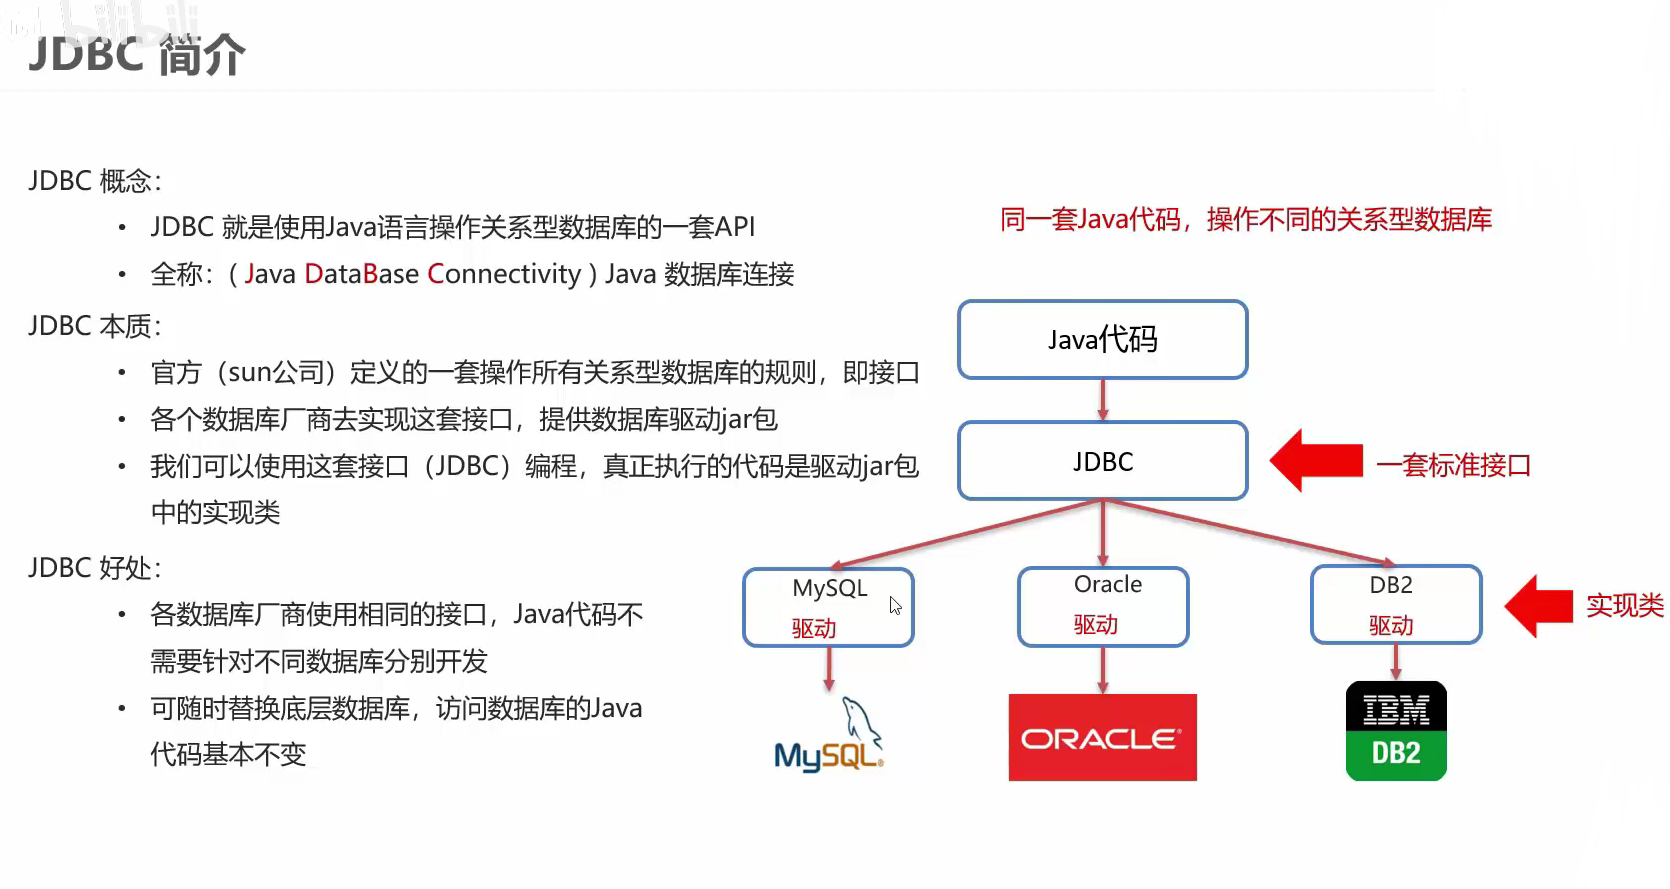 bilibili
JDBC 简介
JDBC 概念：
• JDBC 就是使用Java语言操作关系型数据库的一套API
• 全称：( Java DataBase Connectivity ) Java 数据库连接
JDBC 本质：
• 官方（sun公司）定义的一套操作所有关系型数据库的规则，即接口
• 各个数据库厂商去实现这套接口，提供数据库驱动jar包
• 我们可以使用这套接口（JDBC）编程，真正执行的代码是驱动jar包
中的实现类
JDBC 好处：
• 各数据库厂商使用相同的接口，Java代码不
需要针对不同数据库分别开发
• 可随时替换底层数据库，访问数据库的Java
代码基本不变
同一套Java代码，操作不同的关系型数据库
Java代码
JDBC
一套标准接口
MySQL
驱动
Oracle
驱动
DB2
驱动
实现类
MySQL®
ORACLE®
IBM
DB2